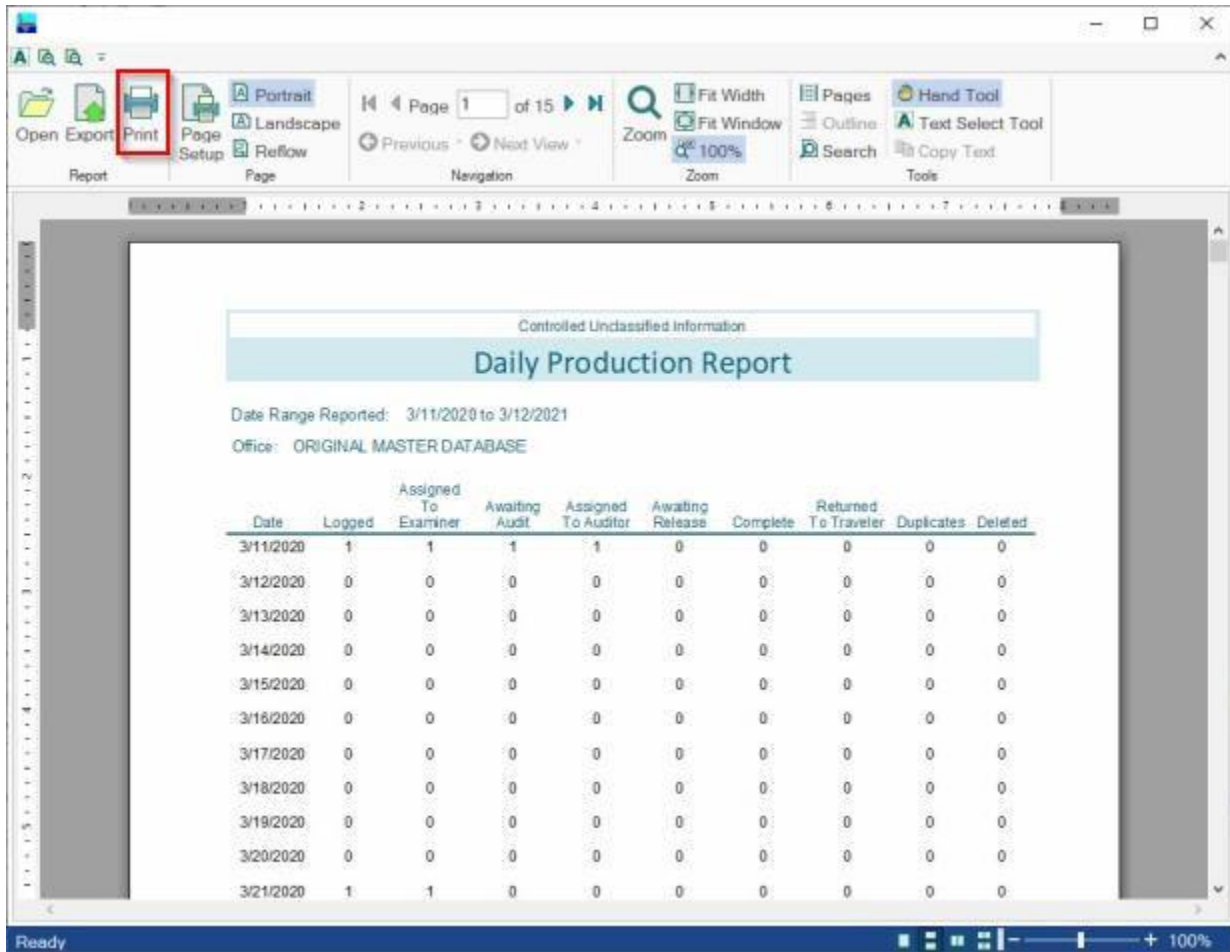 Open Export Print Page Setup
Portrait
Landscape
Reflow
Page 1 of 15
Previous Next View
Zoom
Fit Width
Fit Window
100%
Pages
Outline
Search
Hand Tool
Text Select Tool
Copy Text
Report Page Navigation Zoom Tools
Controlled Unclassified Information
Daily Production Report
Date Range Reported: 3/11/2020 to 3/12/2021
Office: ORIGINAL MASTER DATABASE
Date Logged Assigned To Examiner Awaiting Audit Assigned To Auditor Awaiting Release Complete Returned To Traveler Duplicates Deleted
3/11/2020 1 1 1 1 0 0 0 0 0
3/12/2020 0 0 0 0 0 0 0 0 0
3/13/2020 0 0 0 0 0 0 0 0 0
3/14/2020 0 0 0 0 0 0 0 0 0
3/15/2020 0 0 0 0 0 0 0 0 0
3/16/2020 0 0 0 0 0 0 0 0 0
3/17/2020 0 0 0 0 0 0 0 0 0
3/18/2020 0 0 0 0 0 0 0 0 0
3/19/2020 0 0 0 0 0 0 0 0 0
3/20/2020 0 0 0 0 0 0 0 0 0
3/21/2020 1 1 0 0 0 0 0 0 0
Ready 100%